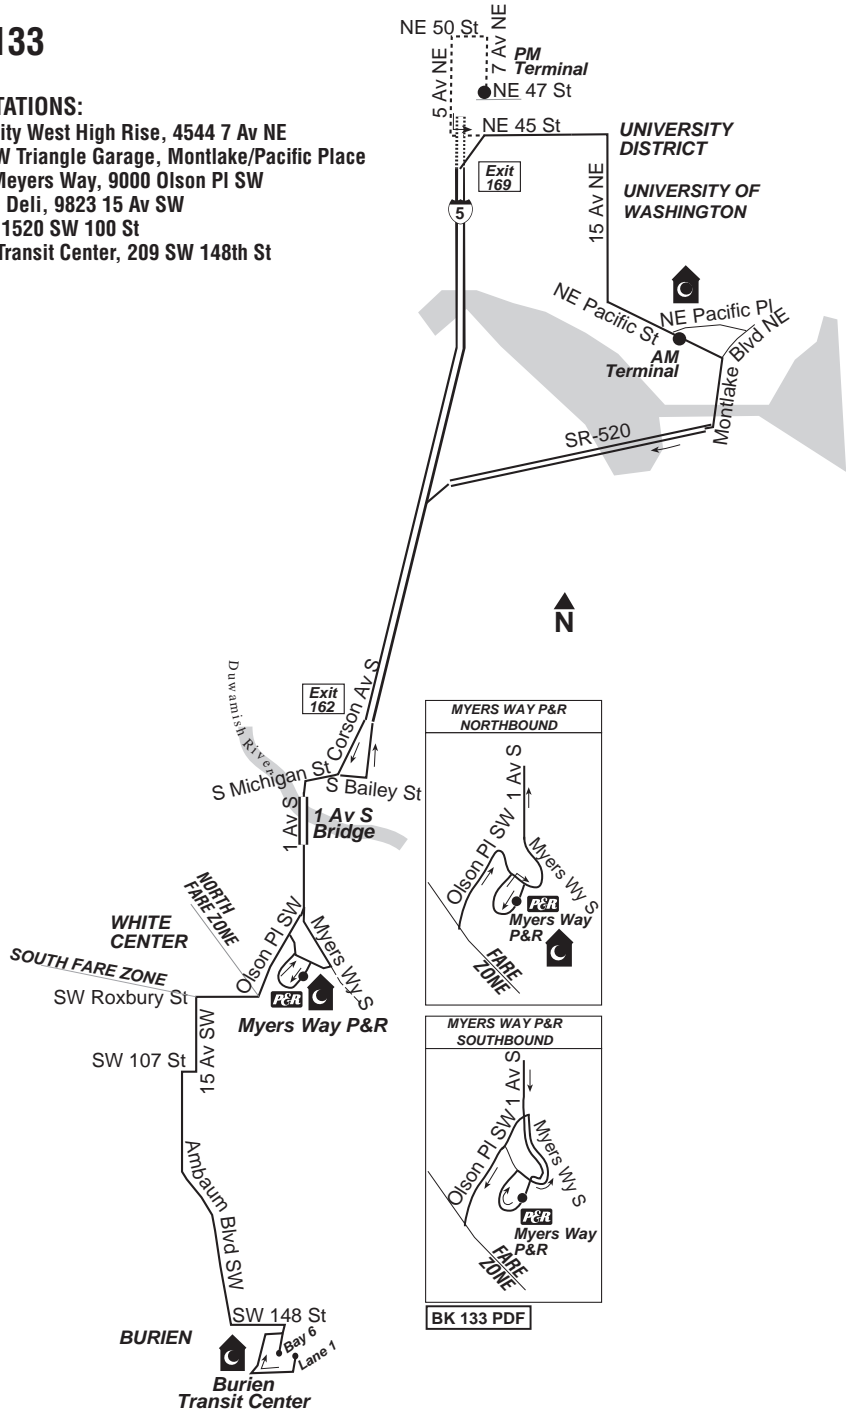 133
TATIONS:
ity West High Rise, 4544 7 Av NE
W Triangle Garage, Montlake/Pacific Place
Meyers Way, 9000 Olson Pl SW
Deli, 9823 15 Av SW
1520 SW 100 St
Transit Center, 209 SW 148th St
NE 50 St
5 Av NE
7 Av NE
PM
Terminal
NE 47 St
NE 45 St
UNIVERSITY
DISTRICT
Exit
169
5
15 Av NE
UNIVERSITY OF
WASHINGTON
NE Pacific St
NE Pacific Pl
AM
Terminal
Montlake Blvd NE
SR-520
N
Duwamish River
Exit
162
Corson Av S
S Michigan St
S Bailey St
1 Av S
1 Av S
Bridge
NORTH
FARE ZONE
WHITE
CENTER
SOUTH FARE ZONE
Olson Pl SW
Myers Wy S
P&R
SW Roxbury St
Myers Way P&R
15 Av SW
SW 107 St
Ambaum Blvd SW
SW 148 St
BURIEN
Bay 6
Lane 1
Burien
Transit Center
MYERS WAY P&R
NORTHBOUND
1 Av S
Olson Pl SW
Myers Wy S
P&R
Myers Way
P&R
FARE
ZONE
MYERS WAY P&R
SOUTHBOUND
1 Av S
Olson Pl SW
Myers Wy S
P&R
Myers Way
P&R
FARE
ZONE
BK 133 PDF